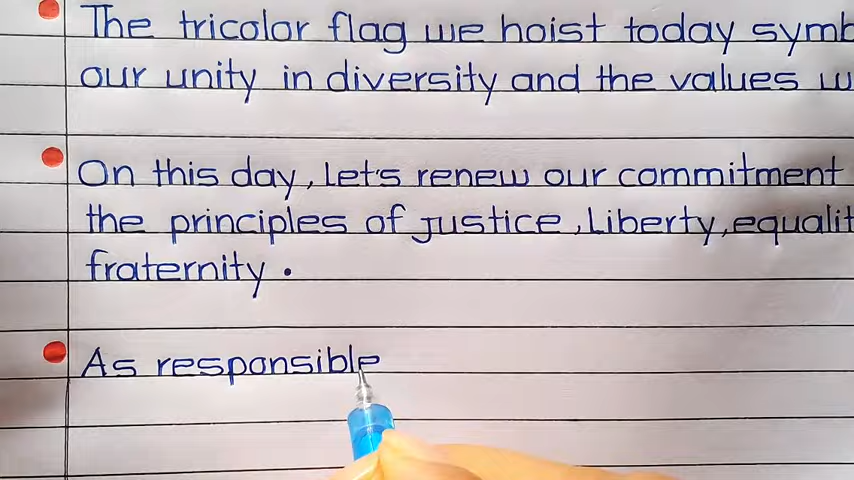 The tricolor flag we hoist today symb
our unity in diversity and the values w
On this day, let's renew our commitment
the principles of justice, liberty, equalit
fraternity.
As responsible